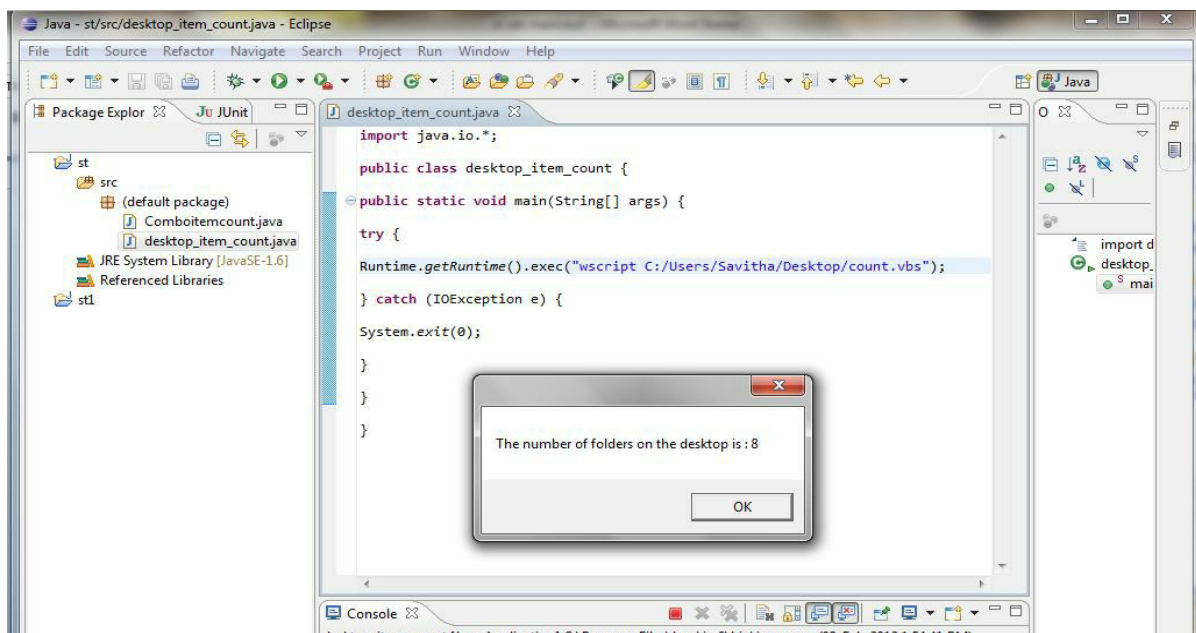 Java - st/src/desktop_item_count.java - Eclipse
File Edit Source Refactor Navigate Search Project Run Window Help
Java
Package Explor
Ju JUnit
desktop_item_count.java
O
st
src
(default package)
Comboitemcount.java
desktop_item_count.java
JRE System Library [JavaSE-1.6]
Referenced Libraries
st1
import java.io.*;
public class desktop_item_count {
public static void main(String[] args) {
try {
Runtime.getRuntime().exec("wscript C:/Users/Savitha/Desktop/count.vbs");
} catch (IOException e) {
System.exit(0);
}
}
}
import d
desktop_
mai
The number of folders on the desktop is : 8
OK
Console